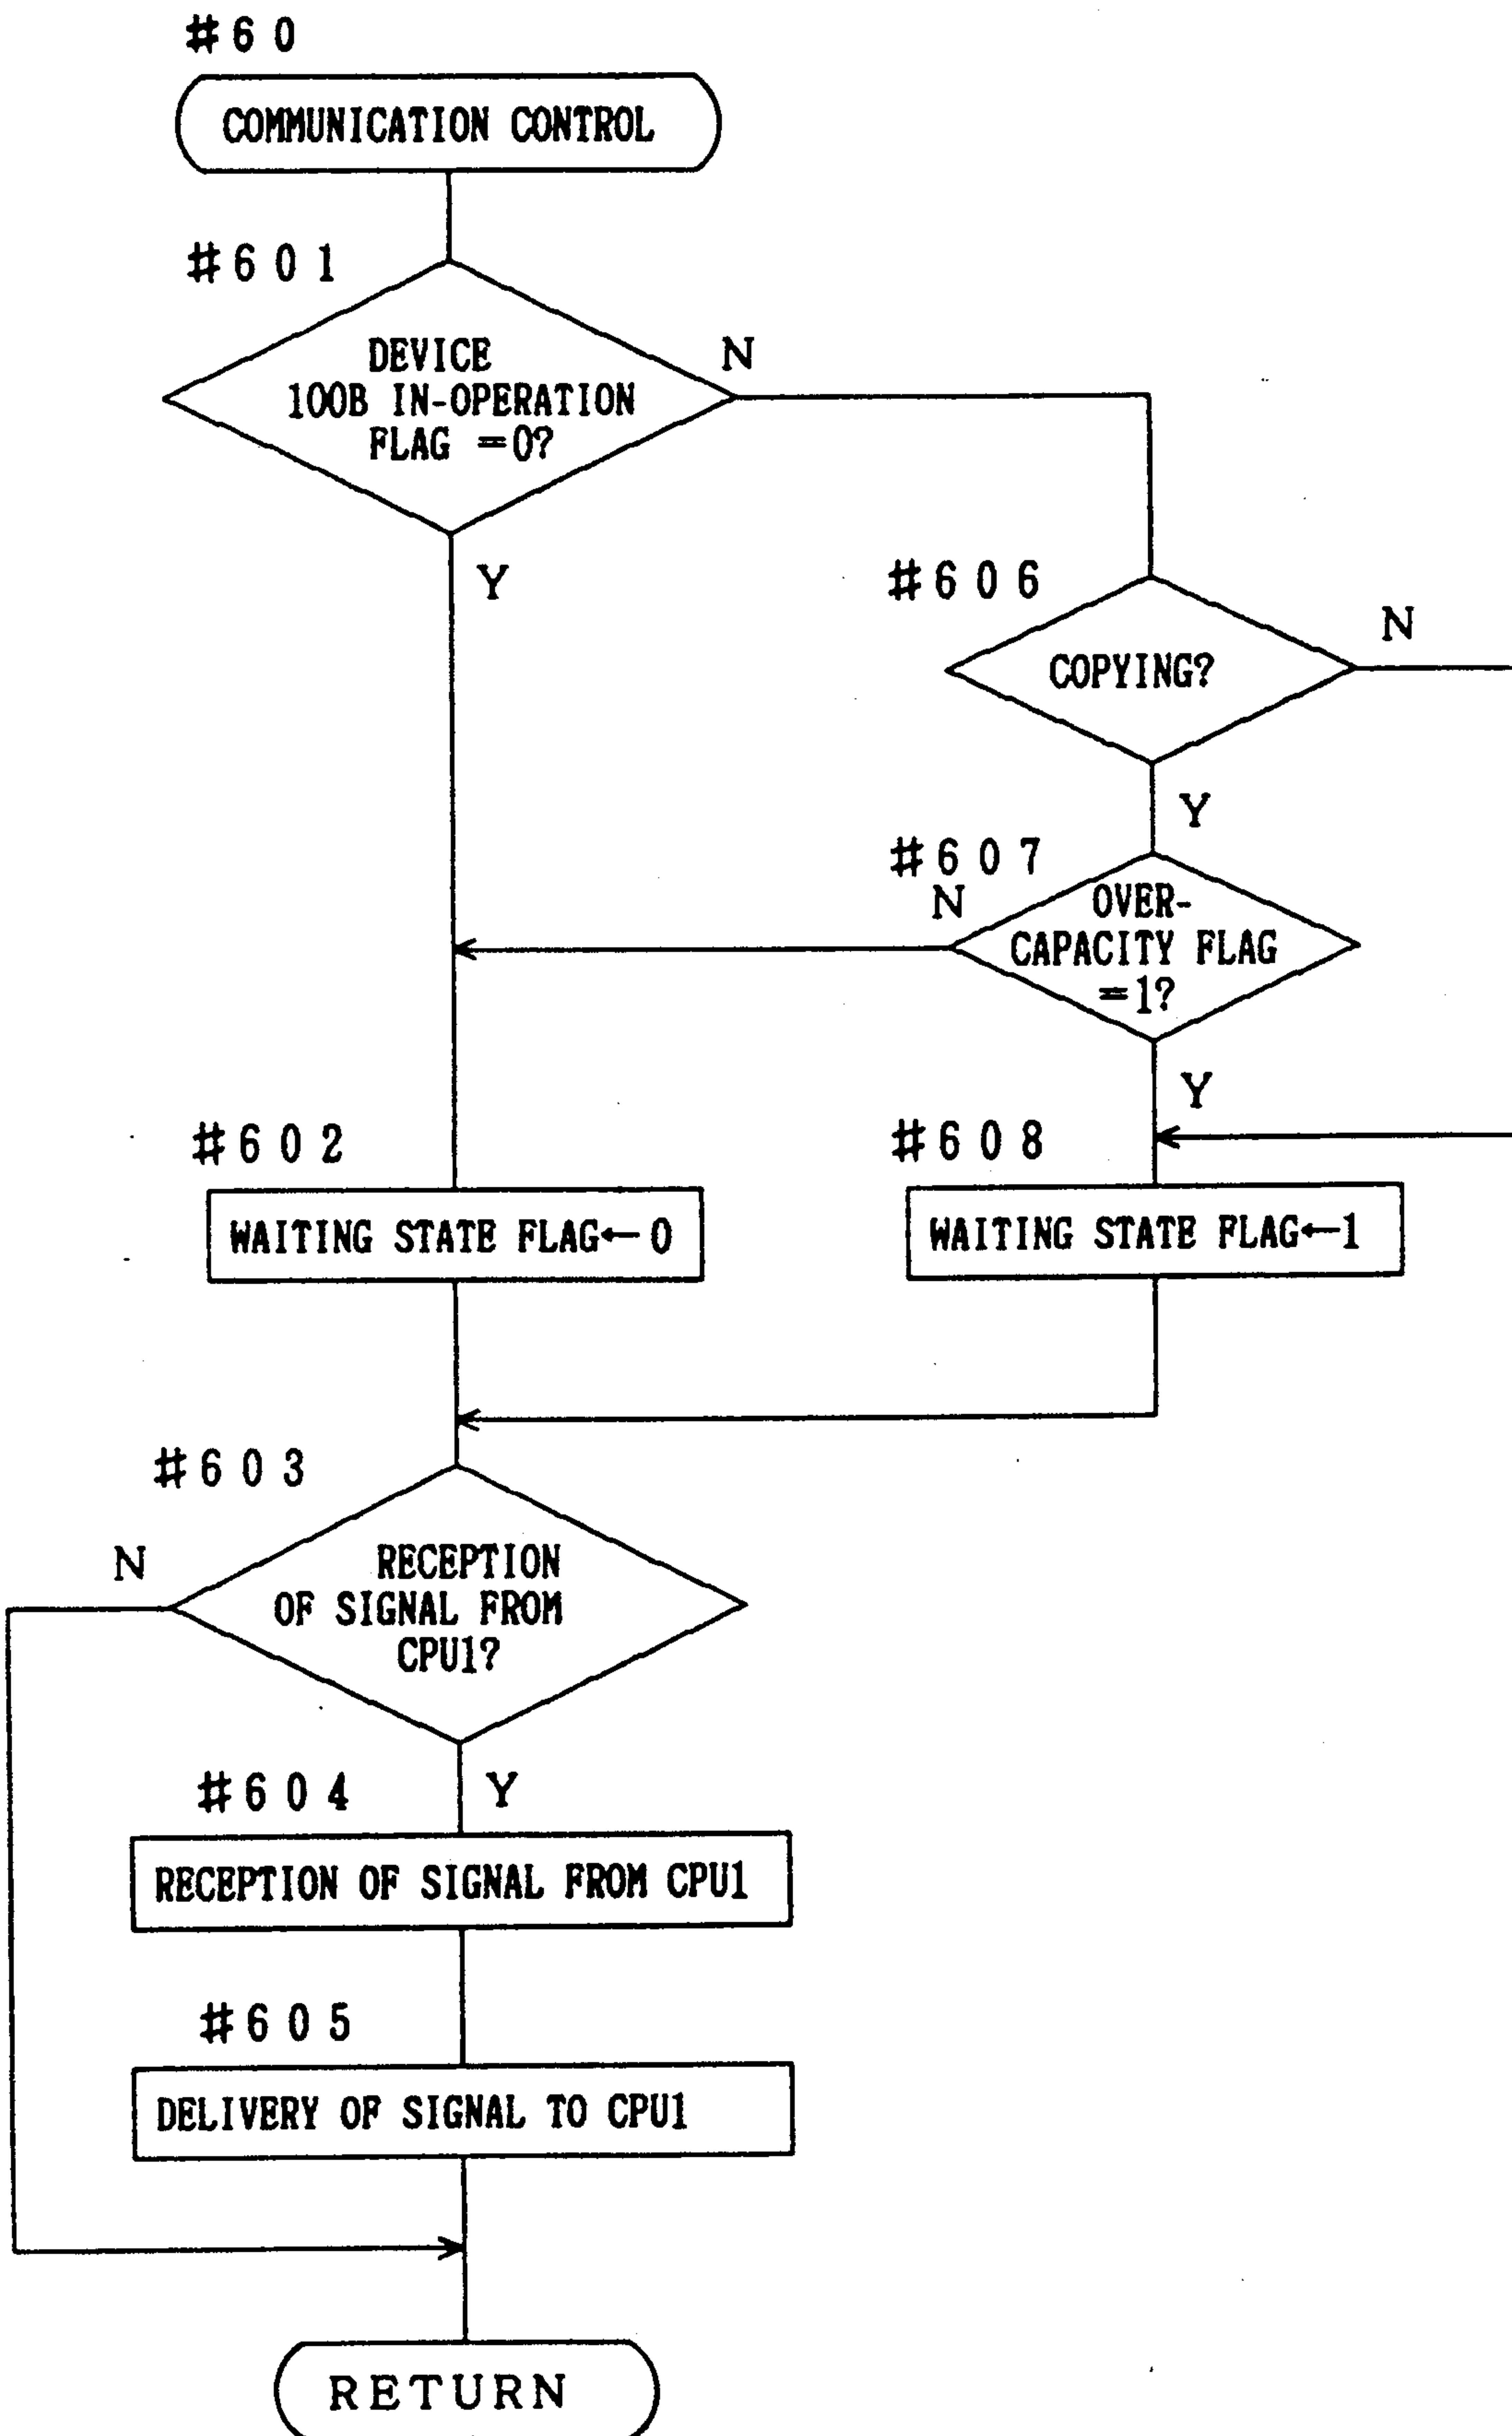 #60
COMMUNICATION CONTROL
#601
DEVICE
100B IN-OPERATION
FLAG =0?
N
Y
#606
COPYING?
N
Y
#607
N
OVER-
CAPACITY FLAG
=1?
Y
#602
WAITING STATE FLAG←0
#608
WAITING STATE FLAG←1
#603
N
RECEPTION
OF SIGNAL FROM
CPU1?
#604
Y
RECEPTION OF SIGNAL FROM CPU1
#605
DELIVERY OF SIGNAL TO CPU1
RETURN